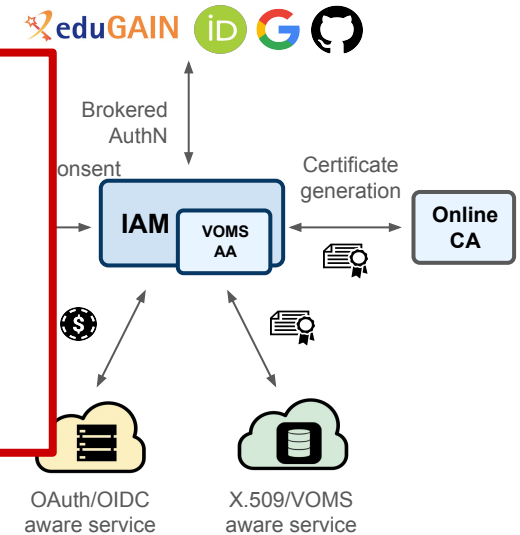 eduGAIN iD G
Brokered
AuthN
onsent
Certificate
generation
IAM
VOMS
AA
Online
CA
$
OAuth/OIDC
aware service
X.509/VOMS
aware service